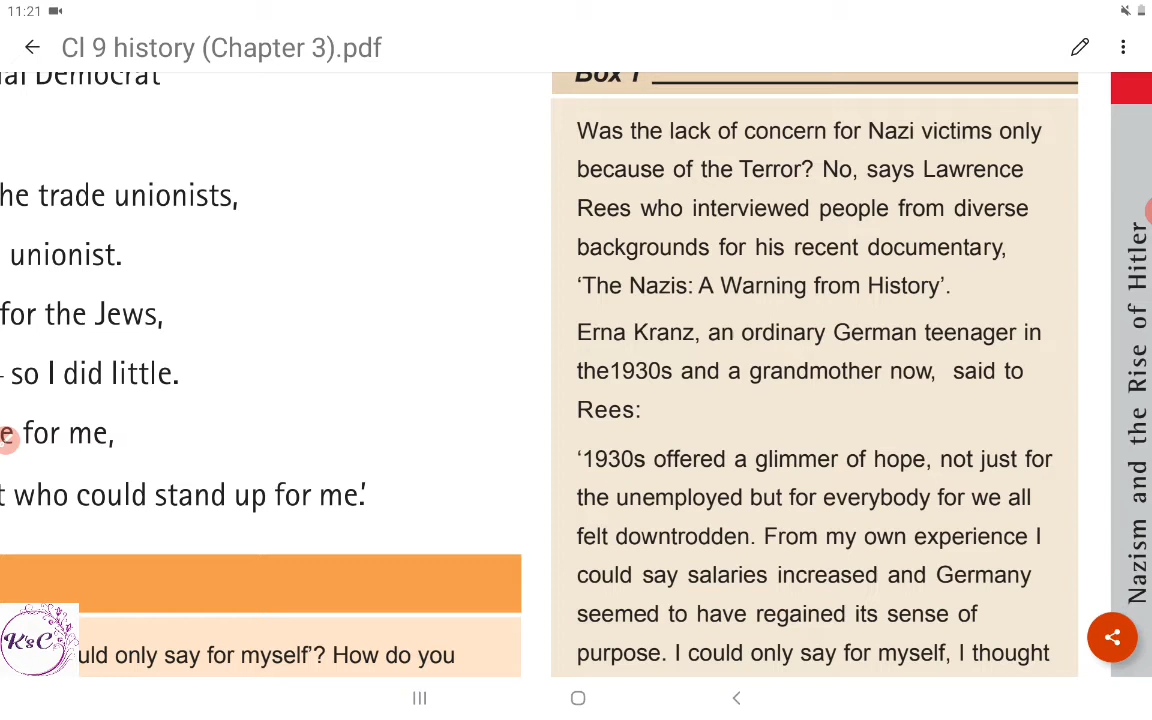 11:21
Cl 9 history (Chapter 3).pdf
ial Democrat
he trade unionists,
unionist.
for the Jews,
- so I did little.
e for me,
t who could stand up for me.'
uld only say for myself'? How do you
K's C
Box 1
Was the lack of concern for Nazi victims only
because of the Terror? No, says Lawrence
Rees who interviewed people from diverse
backgrounds for his recent documentary,
'The Nazis: A Warning from History'.
Erna Kranz, an ordinary German teenager in
the1930s and a grandmother now, said to
Rees:
'1930s offered a glimmer of hope, not just for
the unemployed but for everybody for we all
felt downtrodden. From my own experience I
could say salaries increased and Germany
seemed to have regained its sense of
purpose. I could only say for myself, I thought
Nazism and the Rise of Hitler